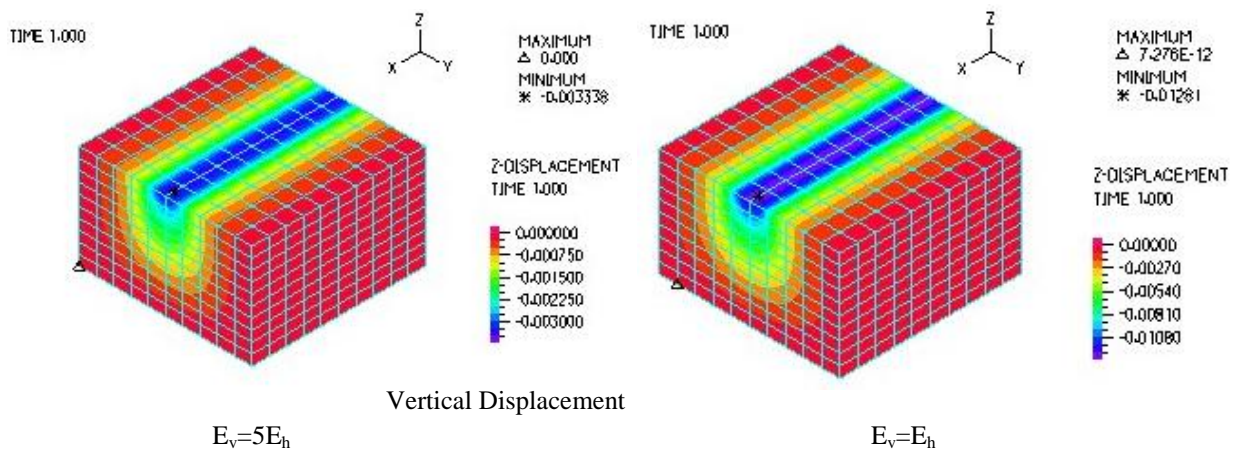 TIME 1.000
Z
X
Y
MAXIMUM
Δ 0.000
MINIMUM
* -0.003338
Z-DISPLACEMENT
TIME 1.000
0.000000
-0.000750
-0.001500
-0.002250
-0.003000
TIME 1.000
Z
X
Y
MAXIMUM
Δ 7.276E-12
MINIMUM
* -0.01281
Z-DISPLACEMENT
TIME 1.000
0.00000
-0.00270
-0.00540
-0.00810
-0.01080
Vertical Displacement
Eᵥ=5Eₕ
Eᵥ=Eₕ